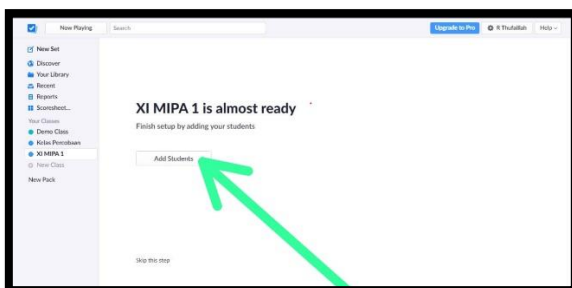 Now Playing
Search
Upgrade to Pro
R Thufailah
Help
New Set
Discover
Your Library
Recent
Reports
Scoresheet...
Your Classes
Demo Class
Kelas Percobaan
XI MIPA 1
New Class
New Pack
XI MIPA 1 is almost ready
Finish setup by adding your students
Add Students
Skip this step